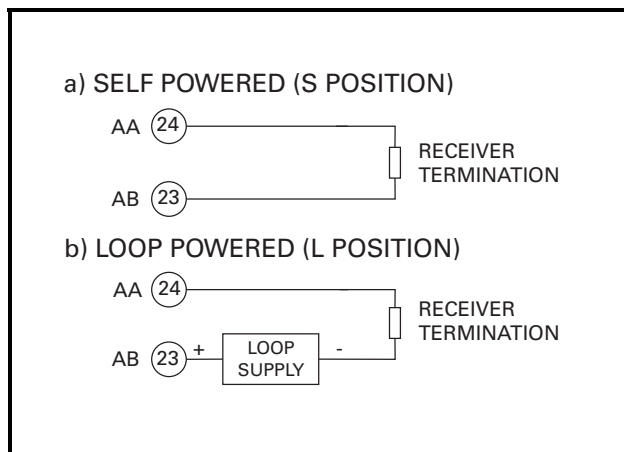 a) SELF POWERED (S POSITION)
AA 24
RECEIVER
TERMINATION
AB 23
b) LOOP POWERED (L POSITION)
AA 24
RECEIVER
TERMINATION
AB 23 + LOOP SUPPLY -